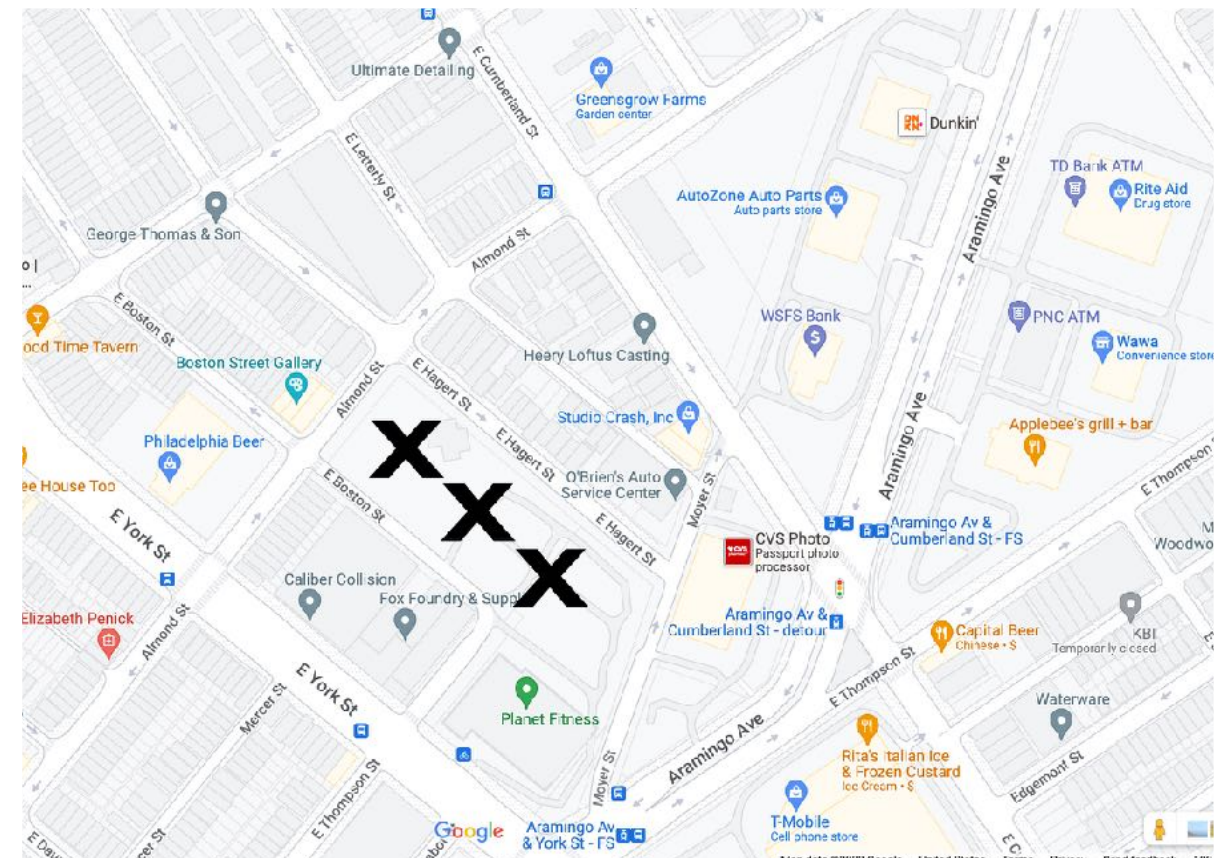 Ultimate Detailing
E Cumberland St
Greensgrow Farms
Garden center
Dunkin'
E Letterly St
Aramingo Ave
TD Bank ATM
Rite Aid
Drug store
AutoZone Auto Parts
Auto parts store
George Thomas & Son
Almond St
E Boston St
WSFS Bank
PNC ATM
Wawa
Convenience store
ood Time Tavern
Heary Loftus Casting
Boston Street Gallery
Almond St
E Hagert St
Studio Crash, Inc
Aramingo Ave
Applebee's grill + bar
Philadelphia Beer
X
E Hagert St
O'Brien's Auto
Service Center
E Thompson
ee House Too
E Boston St
X
Moyer St
E York St
E Hagert St
Aramingo Av &
Cumberland St - FS
CVS Photo
Passport photo
processor
Woodwo
X
Caliber Collision
Fox Foundry & Supp
Elizabeth Penick
Almond St
Aramingo Av &
Cumberland St - detour
Capital Beer
Chinese • $
KBI
Temporarily closed
E York St
Mercer St
E Thompson St
Planet Fitness
Waterware
Aramingo Ave
Moyer St
Rita's Italian Ice
& Frozen Custard
Ice Cream • $
Edgemont St
E Thompson St
T-Mobile
Cell phone store
Google
Aramingo Av
& York St - FS